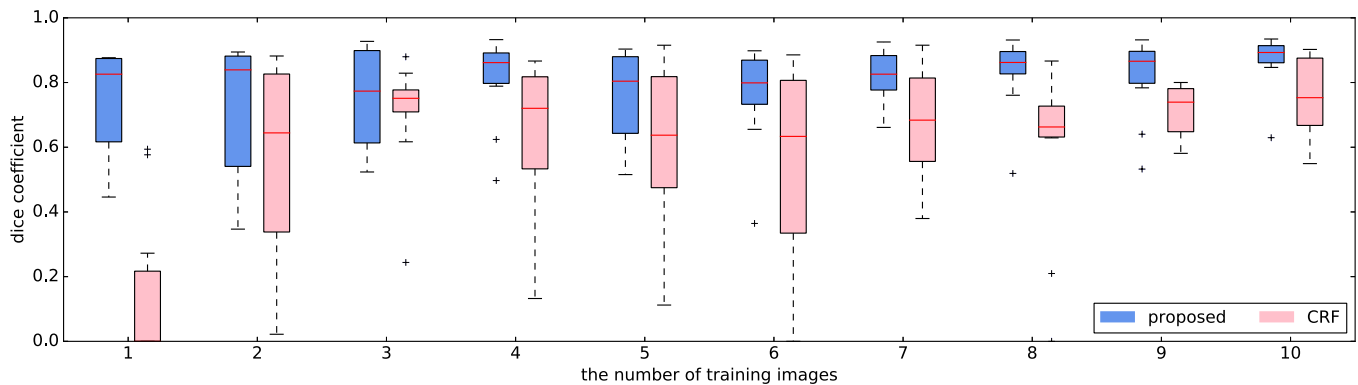 1.0
0.8
0.6
0.4
0.2
0.0
dice coefficient
proposed CRF
1 2 3 4 5 6 7 8 9 10
the number of training images